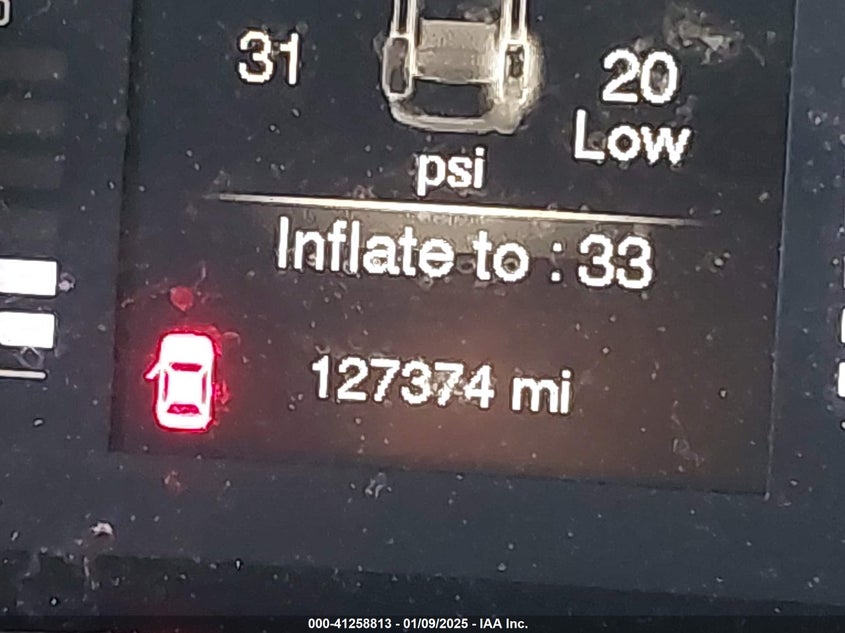 31
20
Low
psi
Inflate to : 33
127374 mi
000-41258813 - 01/09/2025 - IAA Inc.